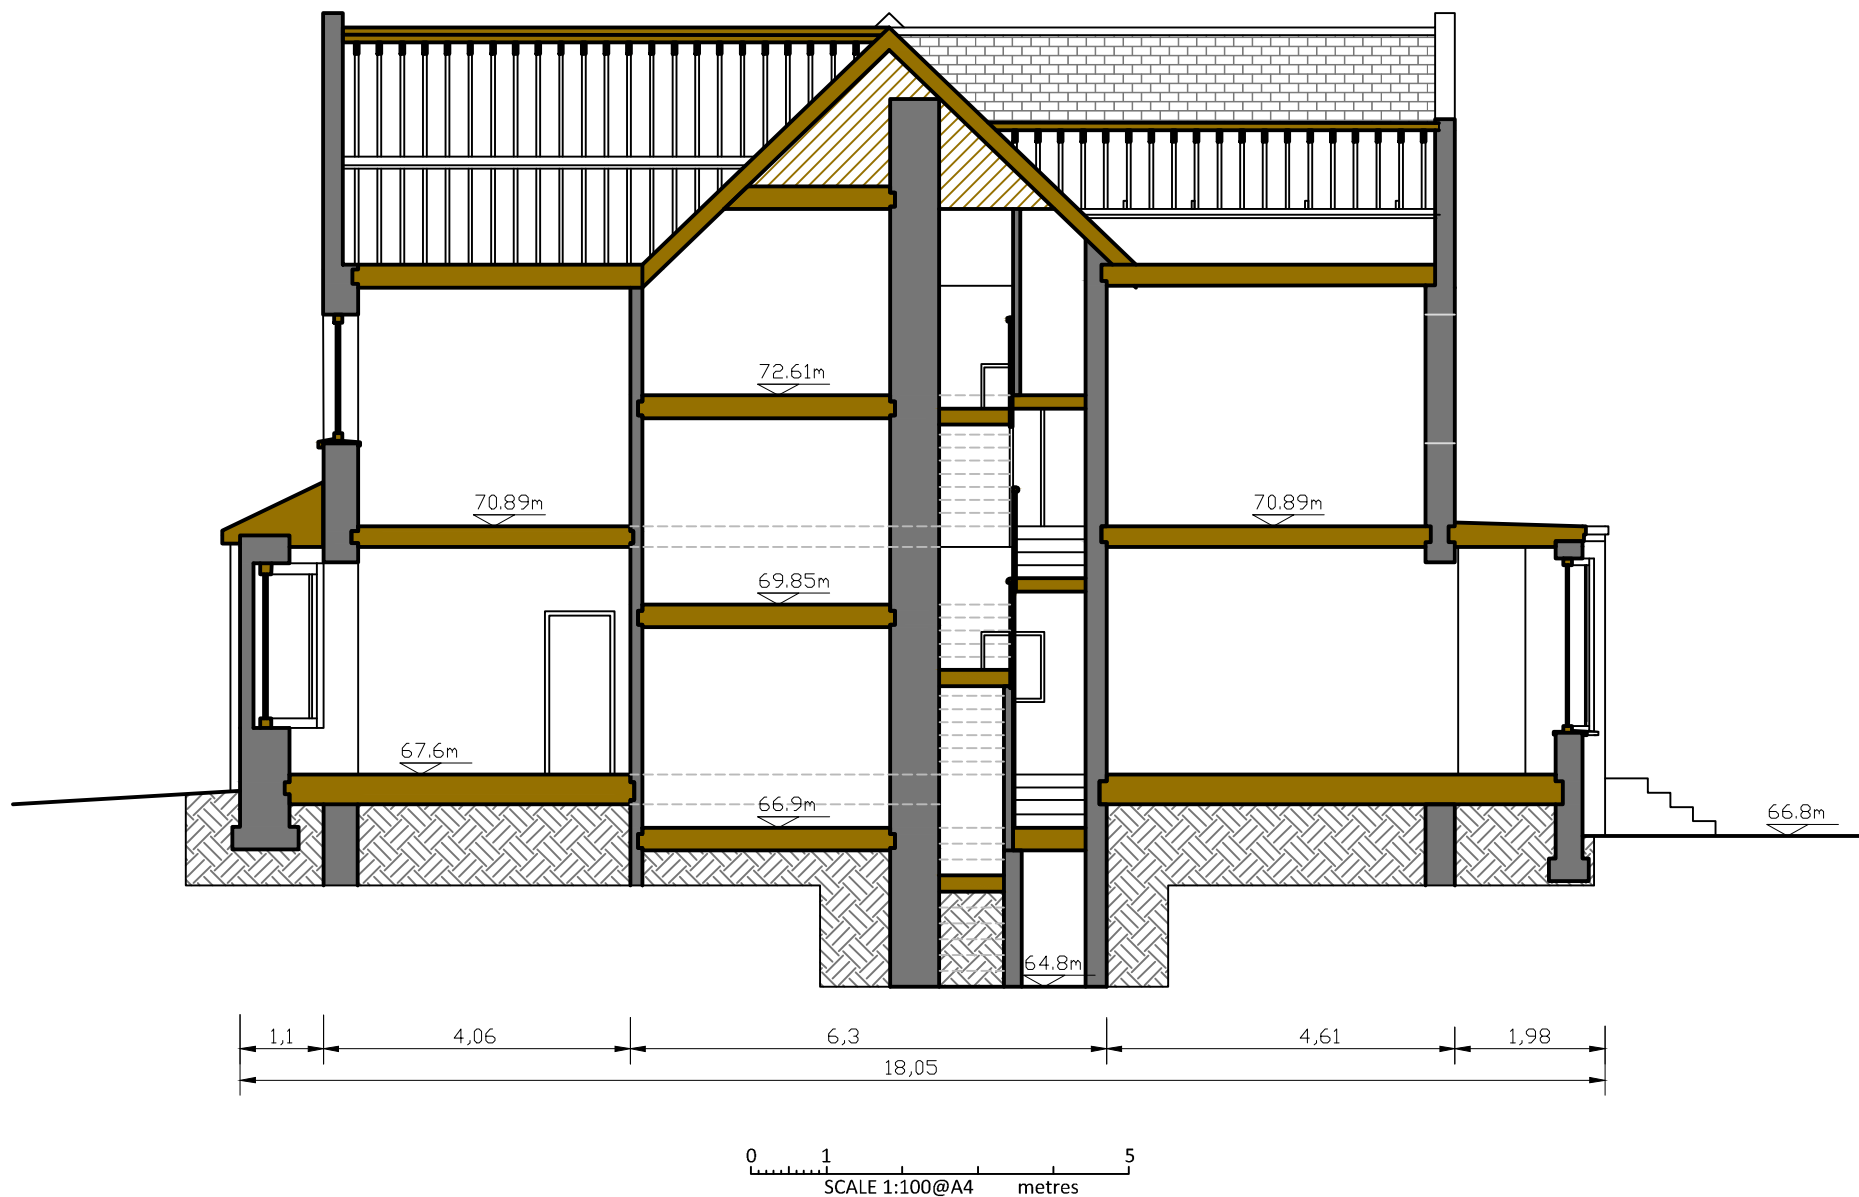 72.61m
70.89m
70.89m
69.85m
67.6m
66.9m
66.8m
64.8m
1,1
4,06
6,3
4,61
1,98
18,05
0 1 5
SCALE 1:100@A4 metres